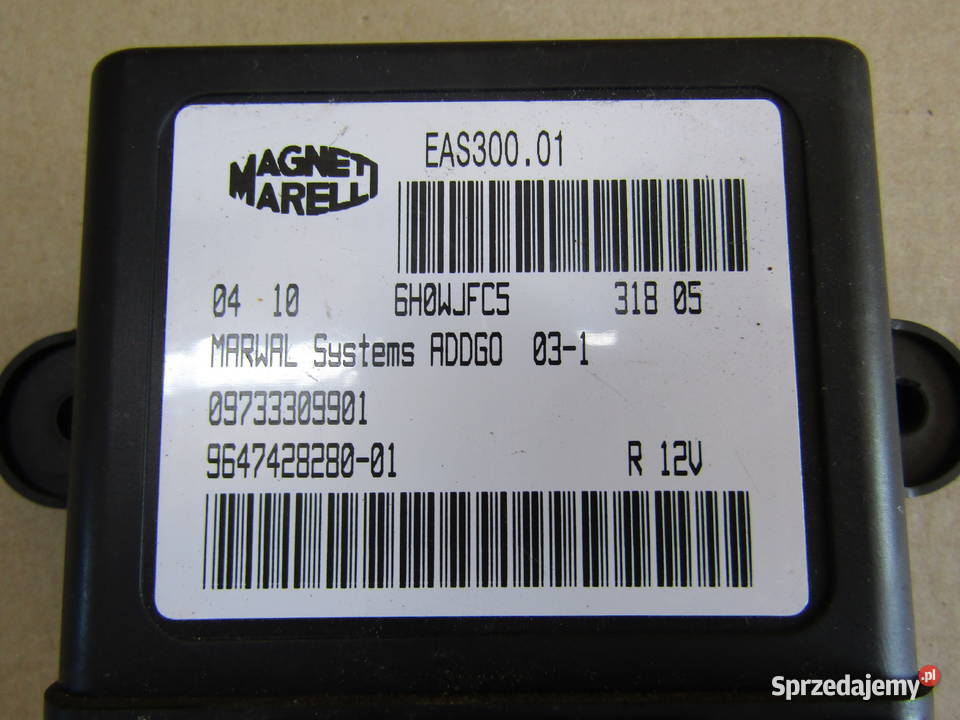 MAGNETI MARELLI
EAS300.01
04 10 6H0WJFC5 318 05
MARWAL Systems ADDGO 03-1
09733309901
9647428280-01 R 12V
Sprzedajemy.pl